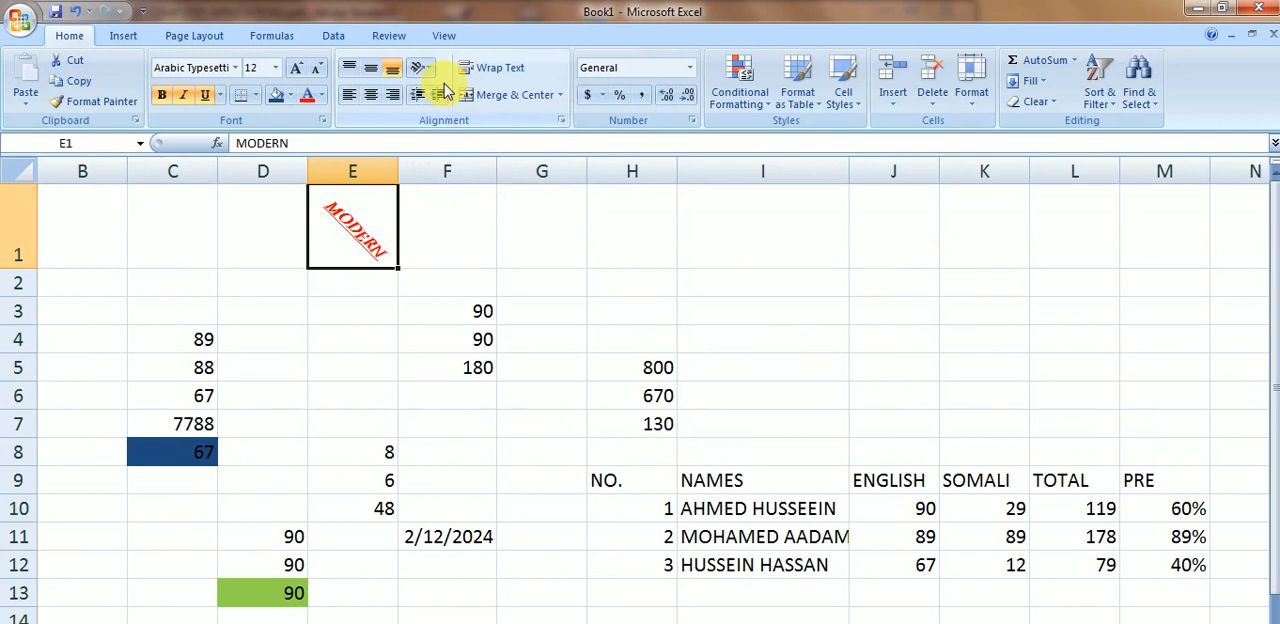 Book1 - Microsoft Excel
Home Insert Page Layout Formulas Data Review View
Paste
Cut
Copy
Format Painter
Clipboard
Arabic Typesetti 12
B I U
Font
Wrap Text
Merge & Center
Alignment
General
$ % , .0 .00 .00 .0
Number
Conditional Formatting
Format as Table
Cell Styles
Styles
Insert Delete Format
Cells
Σ AutoSum
Fill
Clear
Sort & Filter
Find & Select
Editing
E1 fx MODERN
B C D E F G H I J K L M N
1 MODERN
2
3 90
4 89 90
5 88 180 800
6 67 670
7 7788 130
8 67 8
9 6 NO. NAMES ENGLISH SOMALI TOTAL PRE
10 48 1 AHMED HUSSEEIN 90 29 119 60%
11 90 2/12/2024 2 MOHAMED AADAM 89 89 178 89%
12 90 3 HUSSEIN HASSAN 67 12 79 40%
13 90
14